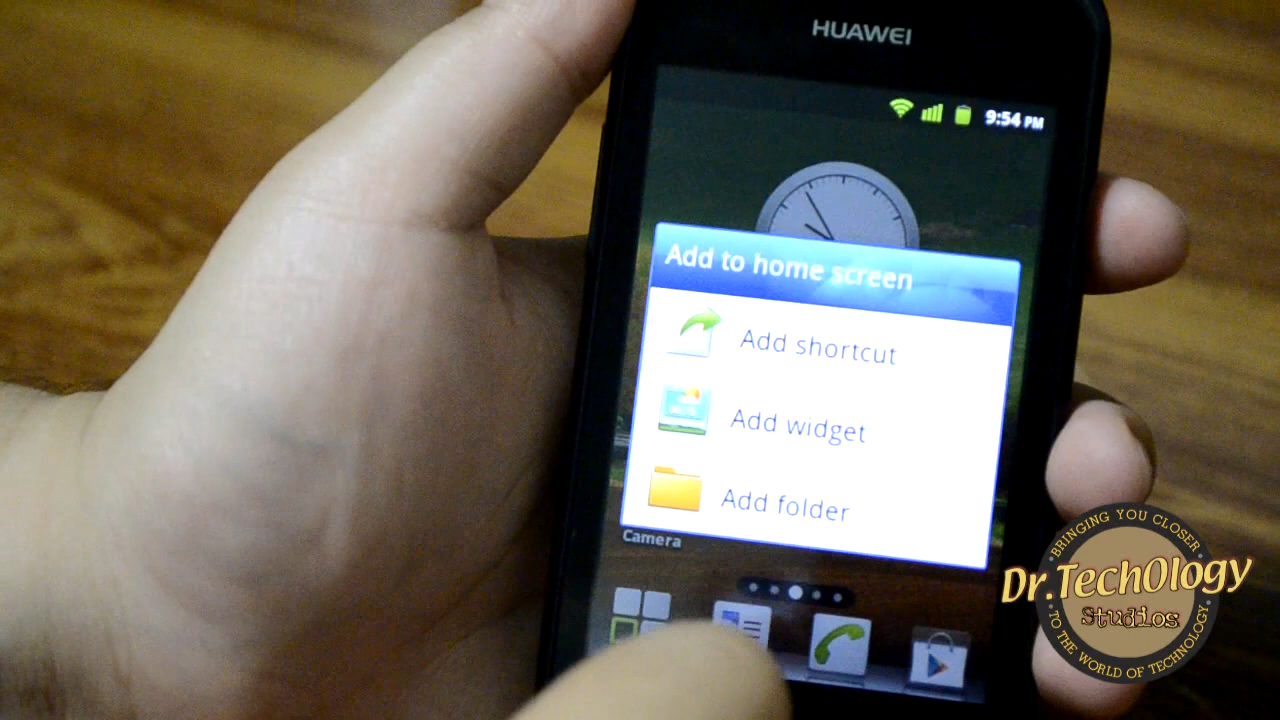 HUAWEI
9:54 PM
Add to home screen
Add shortcut
Add widget
Add folder
Camera
BRINGING YOU CLOSER
Dr.TechOlogy
Studios
TO THE WORLD OF TECHNOLOGY